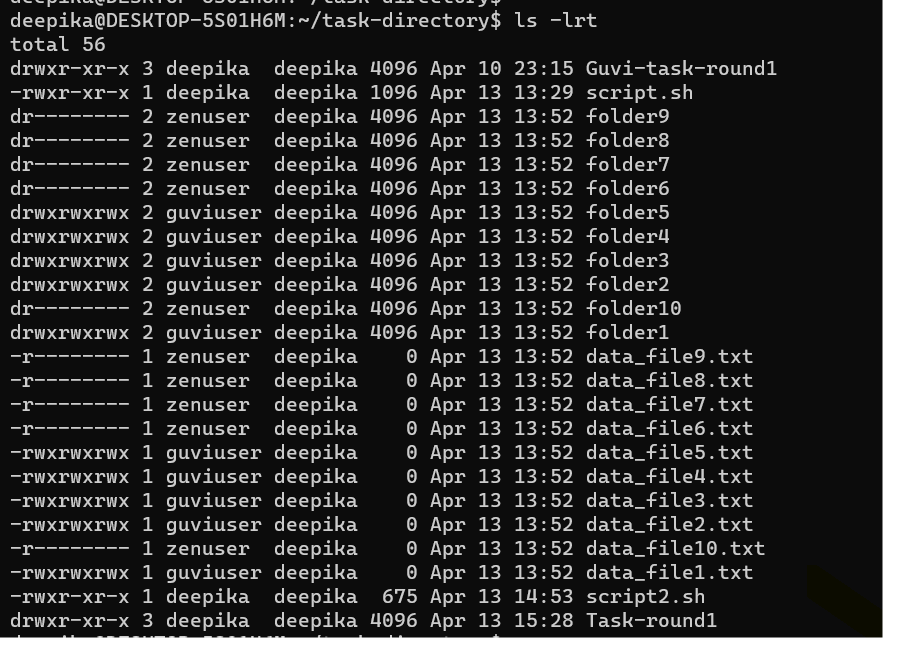 deepika@DESKTOP-5S01H6M:~/task-directory$
deepika@DESKTOP-5S01H6M:~/task-directory$ ls -lrt
total 56
drwxr-xr-x 3 deepika  deepika 4096 Apr 10 23:15 Guvi-task-round1
-rwxr-xr-x 1 deepika  deepika 1096 Apr 13 13:29 script.sh
dr-------- 2 zenuser  deepika 4096 Apr 13 13:52 folder9
dr-------- 2 zenuser  deepika 4096 Apr 13 13:52 folder8
dr-------- 2 zenuser  deepika 4096 Apr 13 13:52 folder7
dr-------- 2 zenuser  deepika 4096 Apr 13 13:52 folder6
drwxrwxrwx 2 guviuser deepika 4096 Apr 13 13:52 folder5
drwxrwxrwx 2 guviuser deepika 4096 Apr 13 13:52 folder4
drwxrwxrwx 2 guviuser deepika 4096 Apr 13 13:52 folder3
drwxrwxrwx 2 guviuser deepika 4096 Apr 13 13:52 folder2
dr-------- 2 zenuser  deepika 4096 Apr 13 13:52 folder10
drwxrwxrwx 2 guviuser deepika 4096 Apr 13 13:52 folder1
-r-------- 1 zenuser  deepika    0 Apr 13 13:52 data_file9.txt
-r-------- 1 zenuser  deepika    0 Apr 13 13:52 data_file8.txt
-r-------- 1 zenuser  deepika    0 Apr 13 13:52 data_file7.txt
-r-------- 1 zenuser  deepika    0 Apr 13 13:52 data_file6.txt
-rwxrwxrwx 1 guviuser deepika    0 Apr 13 13:52 data_file5.txt
-rwxrwxrwx 1 guviuser deepika    0 Apr 13 13:52 data_file4.txt
-rwxrwxrwx 1 guviuser deepika    0 Apr 13 13:52 data_file3.txt
-rwxrwxrwx 1 guviuser deepika    0 Apr 13 13:52 data_file2.txt
-r-------- 1 zenuser  deepika    0 Apr 13 13:52 data_file10.txt
-rwxrwxrwx 1 guviuser deepika    0 Apr 13 13:52 data_file1.txt
-rwxr-xr-x 1 deepika  deepika  675 Apr 13 14:53 script2.sh
drwxr-xr-x 3 deepika  deepika 4096 Apr 13 15:28 Task-round1